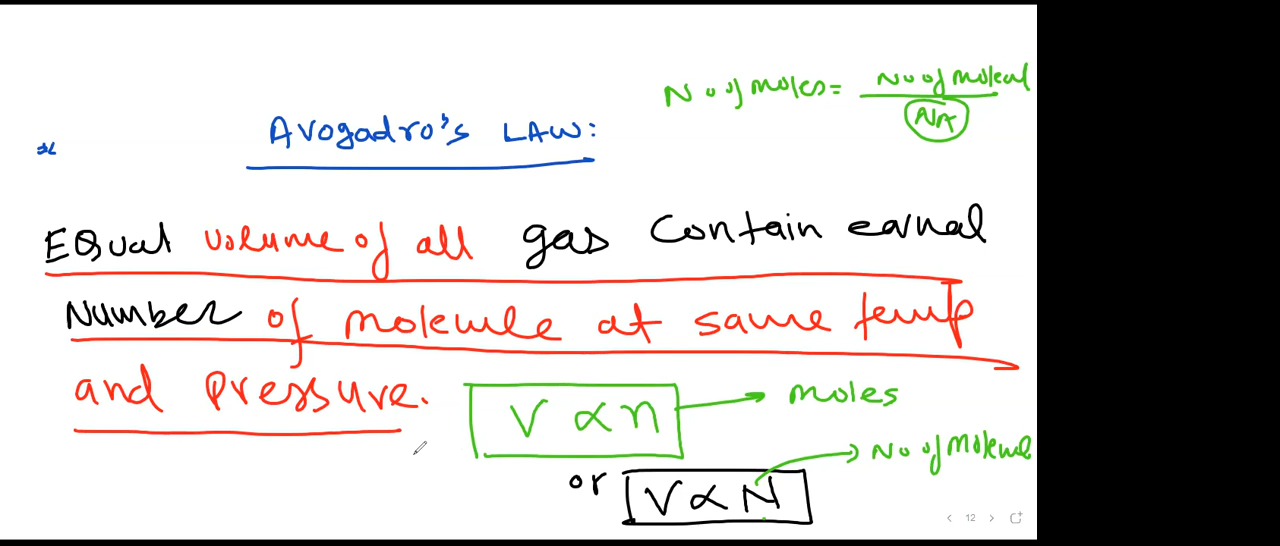 No of moles = No of molecul / NA
Avogadro's LAW:
EQual volume of all gas contain eqnal
Number of molecule at same temp
and pressure.
V ∝ n → moles
or V ∝ N → No of molecule
12